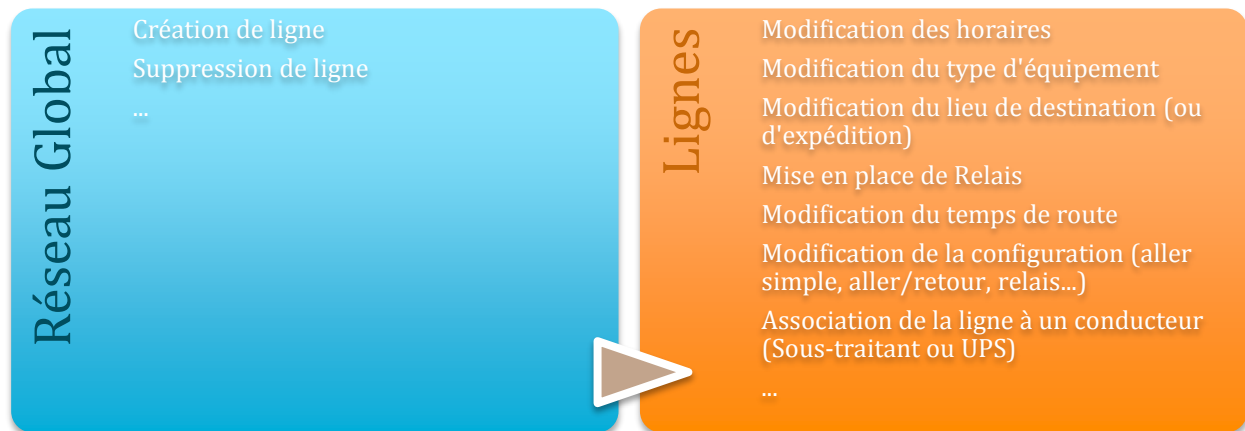 Réseau Global
Création de ligne
Suppression de ligne
...
Lignes
Modification des horaires
Modification du type d'équipement
Modification du lieu de destination (ou
d'expédition)
Mise en place de Relais
Modification du temps de route
Modification de la configuration (aller
simple, aller/retour, relais...)
Association de la ligne à un conducteur
(Sous-traitant ou UPS)
...